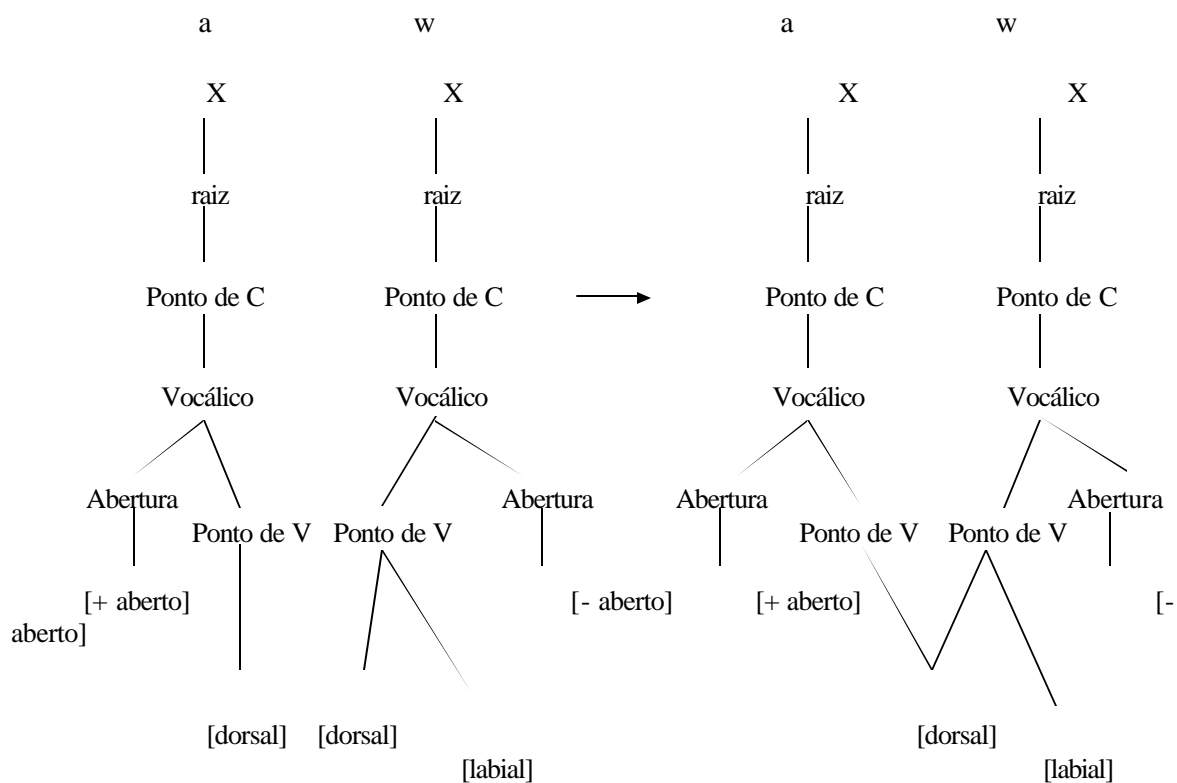 a w a w
X X X X
raiz raiz raiz raiz
Ponto de C Ponto de C Ponto de C Ponto de C
Vocálico Vocálico Vocálico Vocálico
Abertura Abertura Abertura Abertura
Ponto de V Ponto de V Ponto de V Ponto de V
[+ aberto] [- aberto] [+ aberto] [-
aberto]
[dorsal] [dorsal] [dorsal]
[labial] [labial]